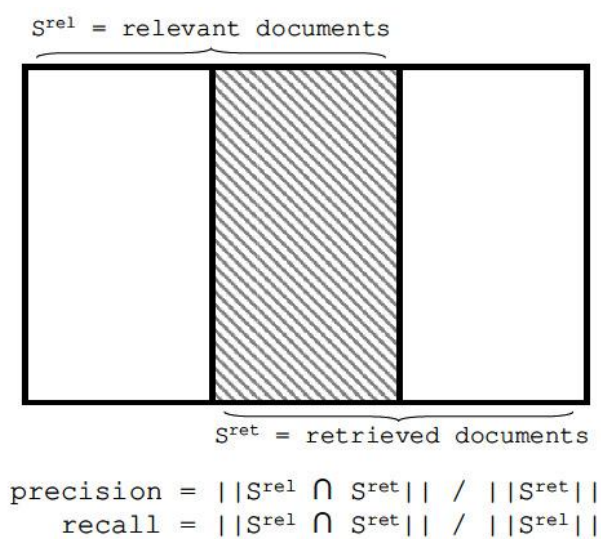 Sʳᵉˡ = relevant documents
Sʳᵉᵗ = retrieved documents
precision = ||Sʳᵉˡ ∩ Sʳᵉᵗ|| / ||Sʳᵉᵗ||
recall = ||Sʳᵉˡ ∩ Sʳᵉᵗ|| / ||Sʳᵉˡ||